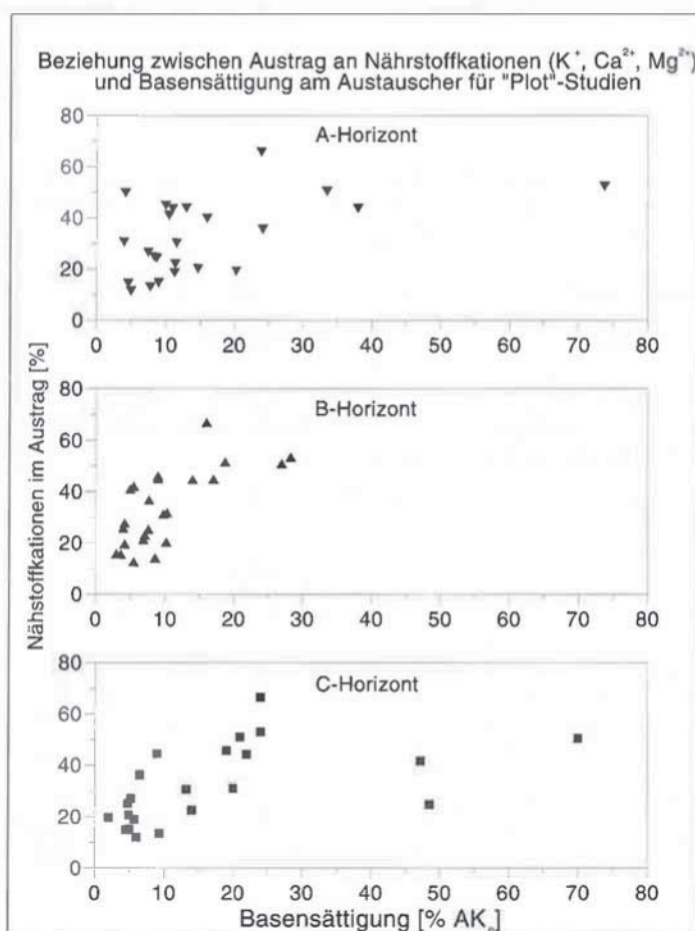 Beziehung zwischen Austrag an Nährstoffkationen (K⁺, Ca²⁺, Mg²⁺)
und Basensättigung am Austauscher für "Plot"-Studien
A-Horizont
80
60
40
20
0
0 10 20 30 40 50 60 70 80
Nähstoffkationen im Austrag [%]
B-Horizont
80
60
40
20
0
0 10 20 30 40 50 60 70 80
C-Horizont
80
60
40
20
0
0 10 20 30 40 50 60 70 80
Basensättigung [% AKₑ]